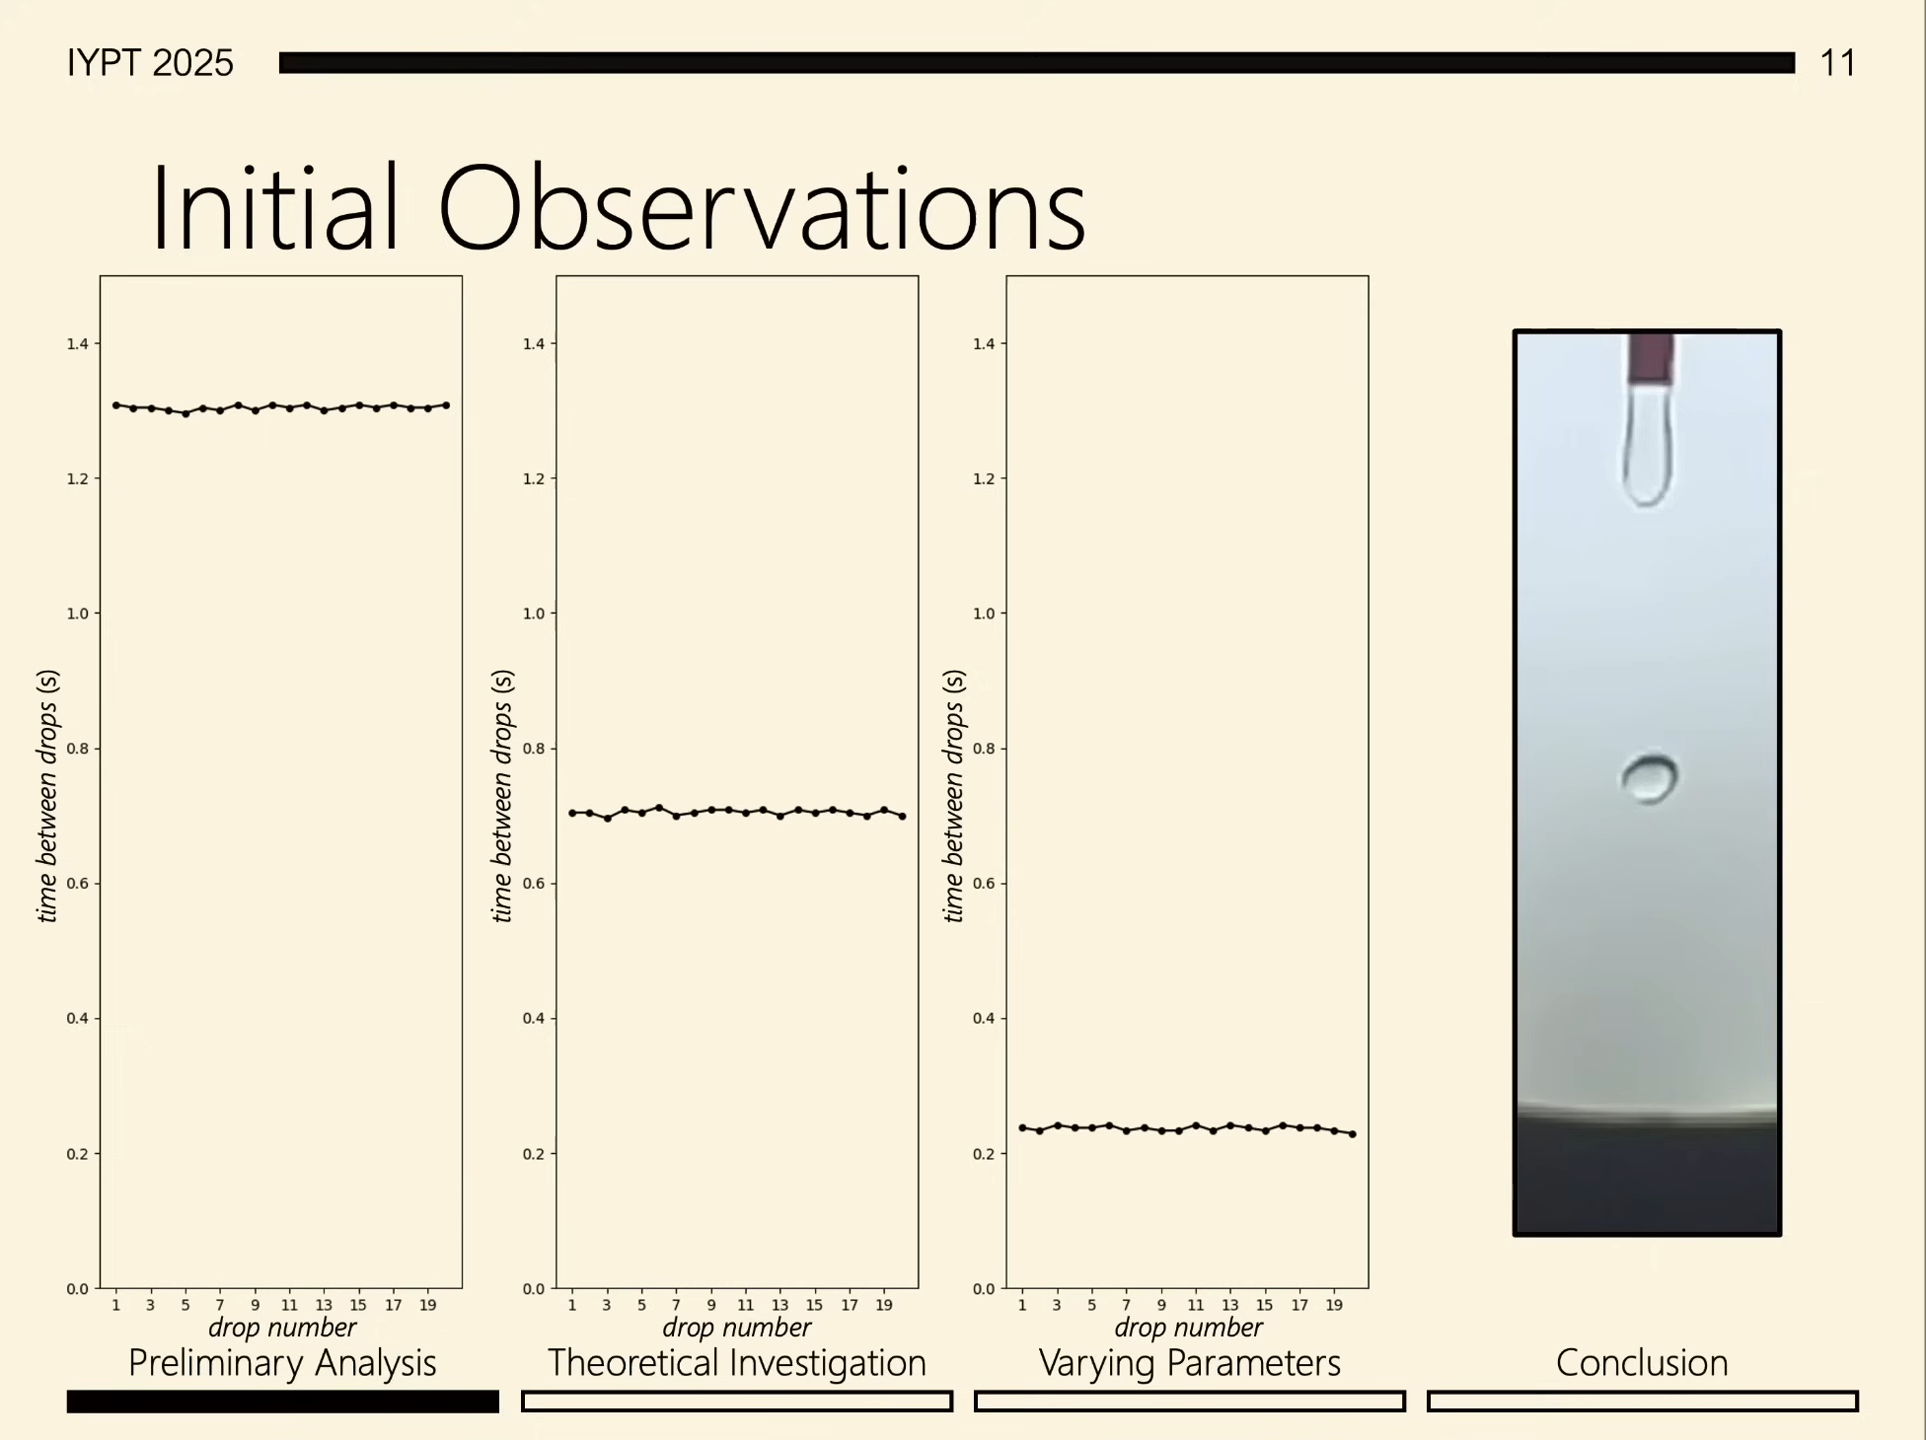 IYPT 2025
11
Initial Observations
1.4
1.2
1.0
0.8
0.6
0.4
0.2
0.0
time between drops (s)
1 3 5 7 9 11 13 15 17 19
drop number
1.4
1.2
1.0
0.8
0.6
0.4
0.2
0.0
time between drops (s)
1 3 5 7 9 11 13 15 17 19
drop number
1.4
1.2
1.0
0.8
0.6
0.4
0.2
0.0
time between drops (s)
1 3 5 7 9 11 13 15 17 19
drop number
Preliminary Analysis
Theoretical Investigation
Varying Parameters
Conclusion